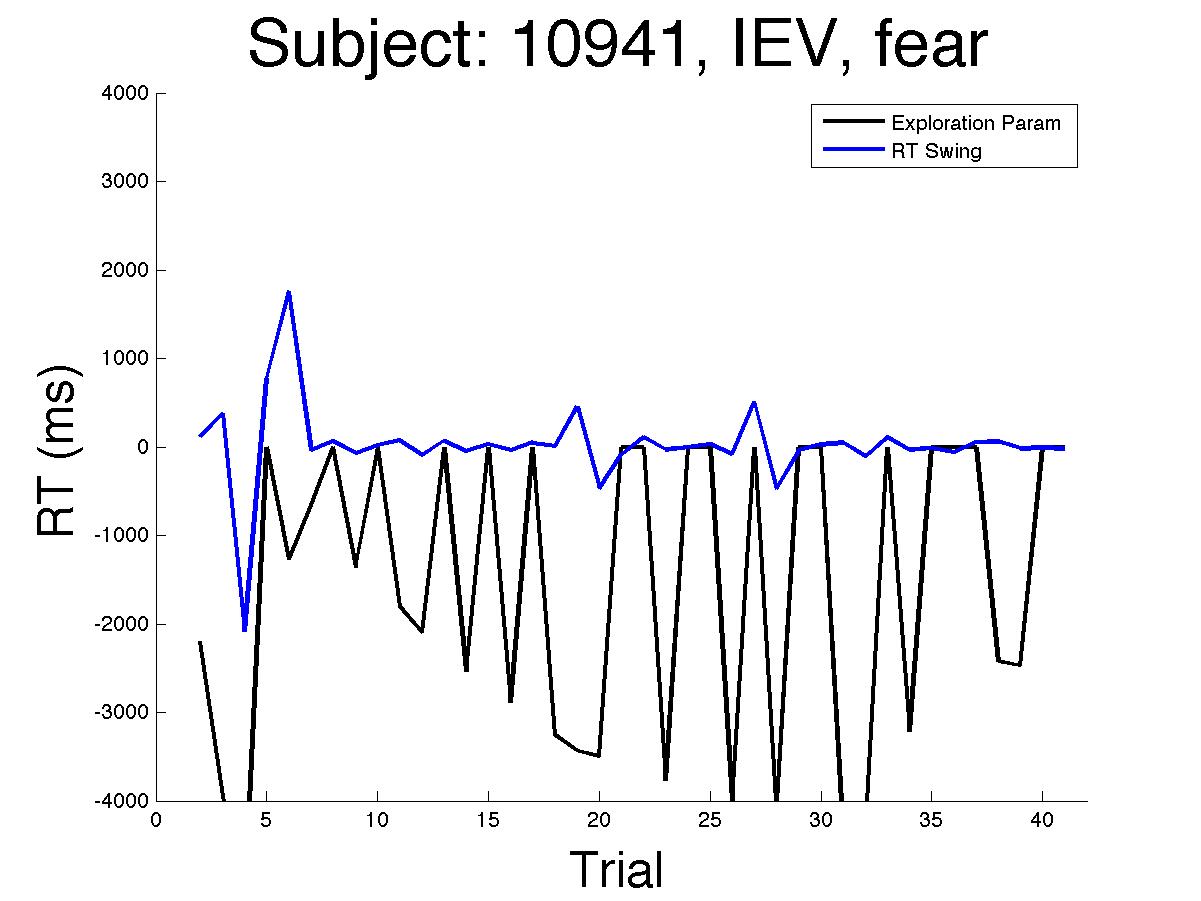 Subject: 10941, IEV, fear
Exploration Param
RT Swing
4000
3000
2000
1000
0
-1000
-2000
-3000
-4000
RT (ms)
0 5 10 15 20 25 30 35 40
Trial